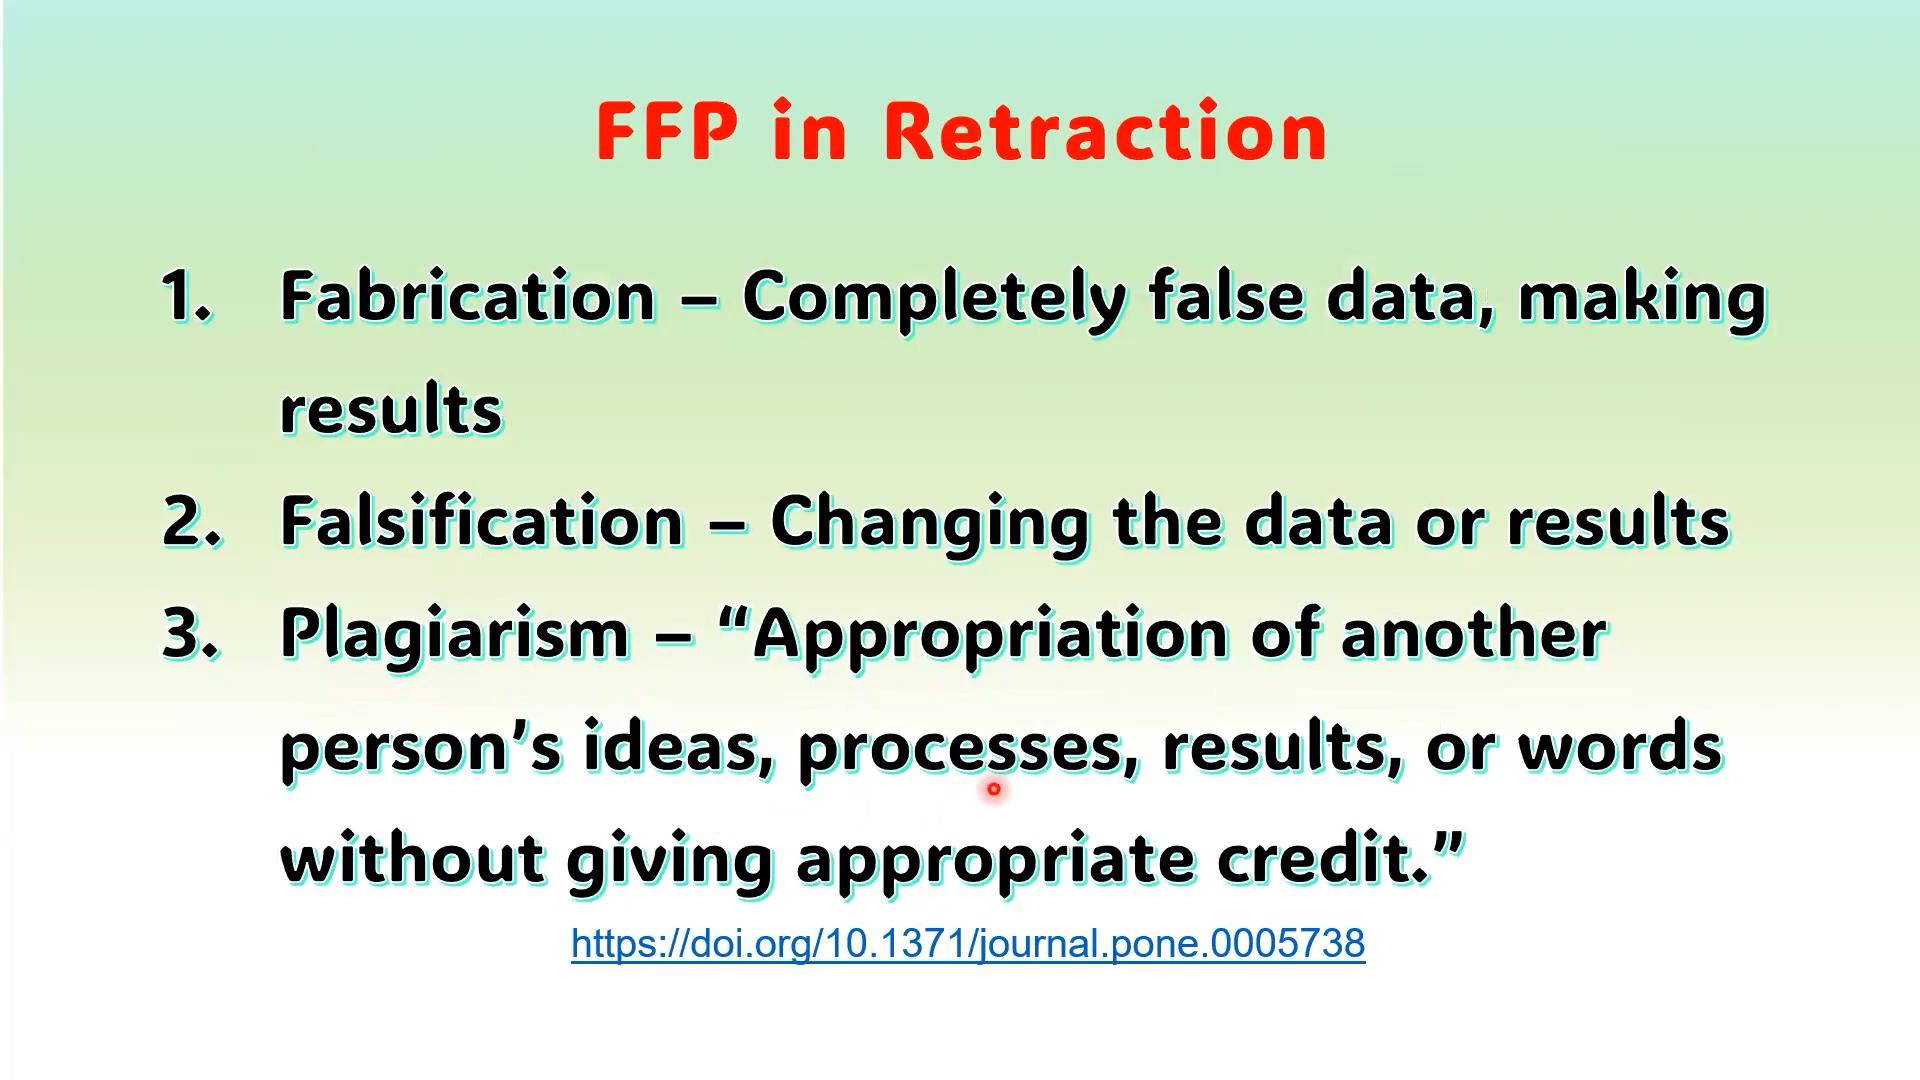 FFP in Retraction
1. Fabrication – Completely false data, making
results
2. Falsification – Changing the data or results
3. Plagiarism – “Appropriation of another
person’s ideas, processes, results, or words
without giving appropriate credit.”
https://doi.org/10.1371/journal.pone.0005738